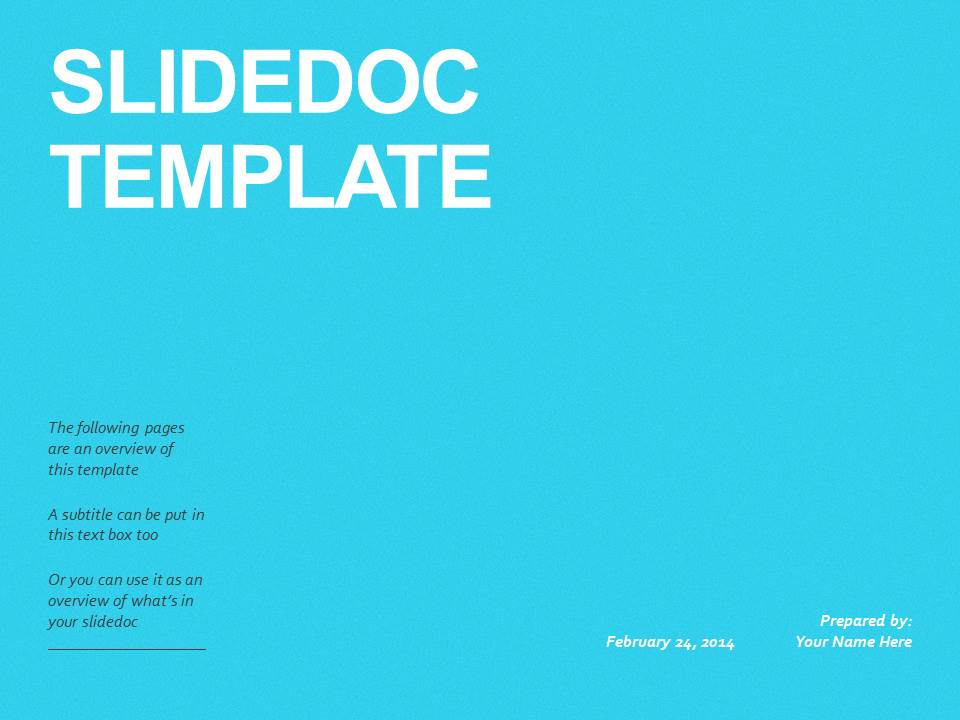 SLIDEDOC
TEMPLATE
The following pages
are an overview of
this template
A subtitle can be put in
this text box too
Or you can use it as an
overview of what’s in
your slidedoc
February 24, 2014
Prepared by:
Your Name Here